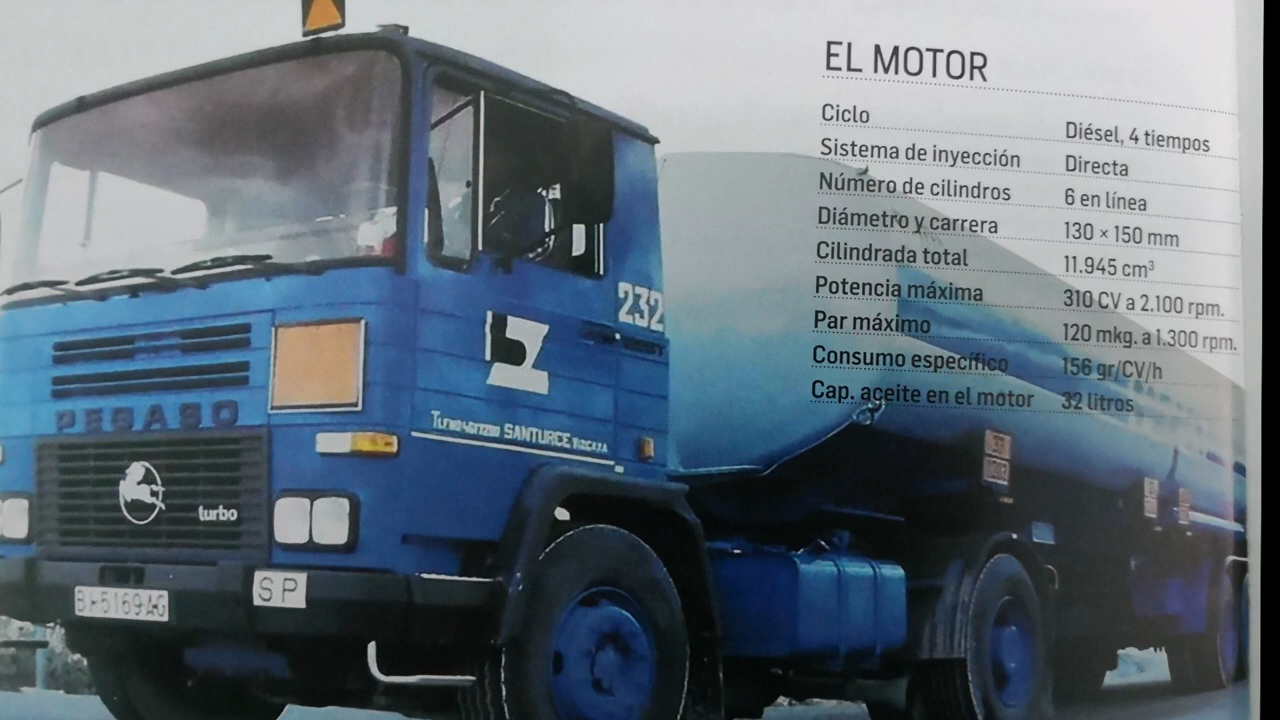 EL MOTOR
Ciclo Diésel, 4 tiempos
Sistema de inyección Directa
Número de cilindros 6 en línea
Diámetro y carrera 130 × 150 mm
Cilindrada total 11.945 cm³
Potencia máxima 310 CV a 2.100 rpm.
Par máximo 120 mkg. a 1.300 rpm.
Consumo específico 156 gr/CV/h
Cap. aceite en el motor 32 litros
232
PEGASO
SANTURCE
turbo
BI-5169-AG
SP